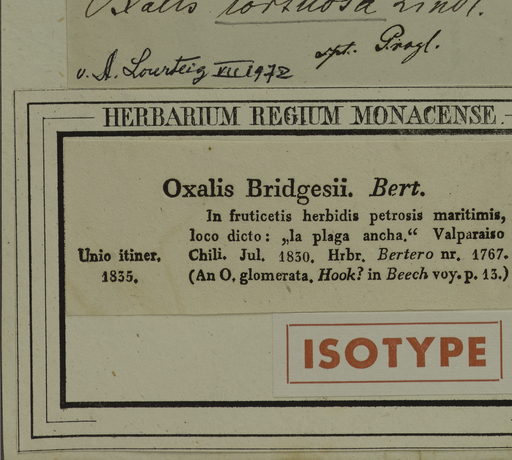 Oxalis tortuosa Lindl.
spt. Progl.
v. A. Lourteig VII 1972
HERBARIUM REGIUM MONACENSE.
Oxalis Bridgesii. Bert.
In fruticetis herbidis petrosis maritimis,
loco dicto: „la plaga ancha.“ Valparaiso
Unio itiner. Chili. Jul. 1830. Hrbr. Bertero nr. 1767.
1835. (An O. glomerata. Hook? in Beech voy. p. 13.)
ISOTYPE